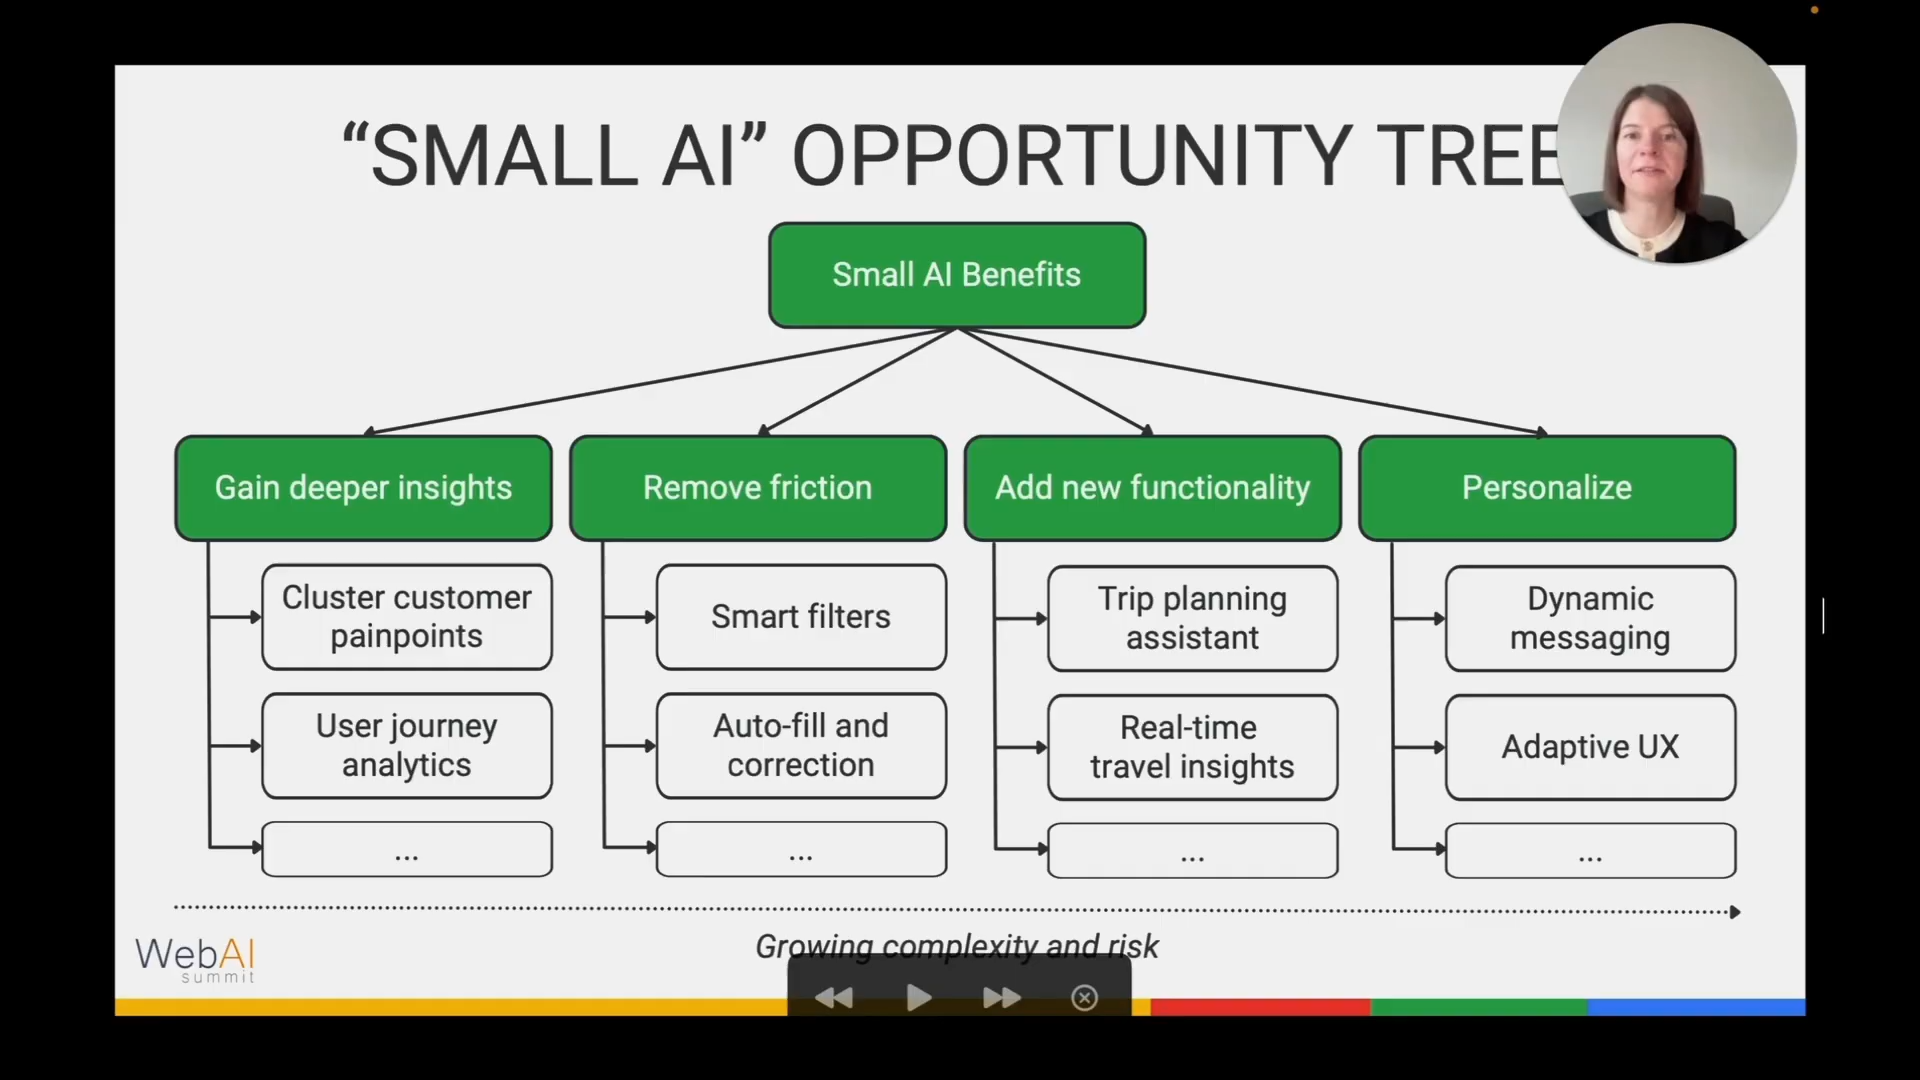 “SMALL AI” OPPORTUNITY TREE
Small AI Benefits
Gain deeper insights
Cluster customer
painpoints
User journey
analytics
...
Remove friction
Smart filters
Auto-fill and
correction
...
Add new functionality
Trip planning
assistant
Real-time
travel insights
...
Personalize
Dynamic
messaging
Adaptive UX
...
Growing complexity and risk
WebAI
summit